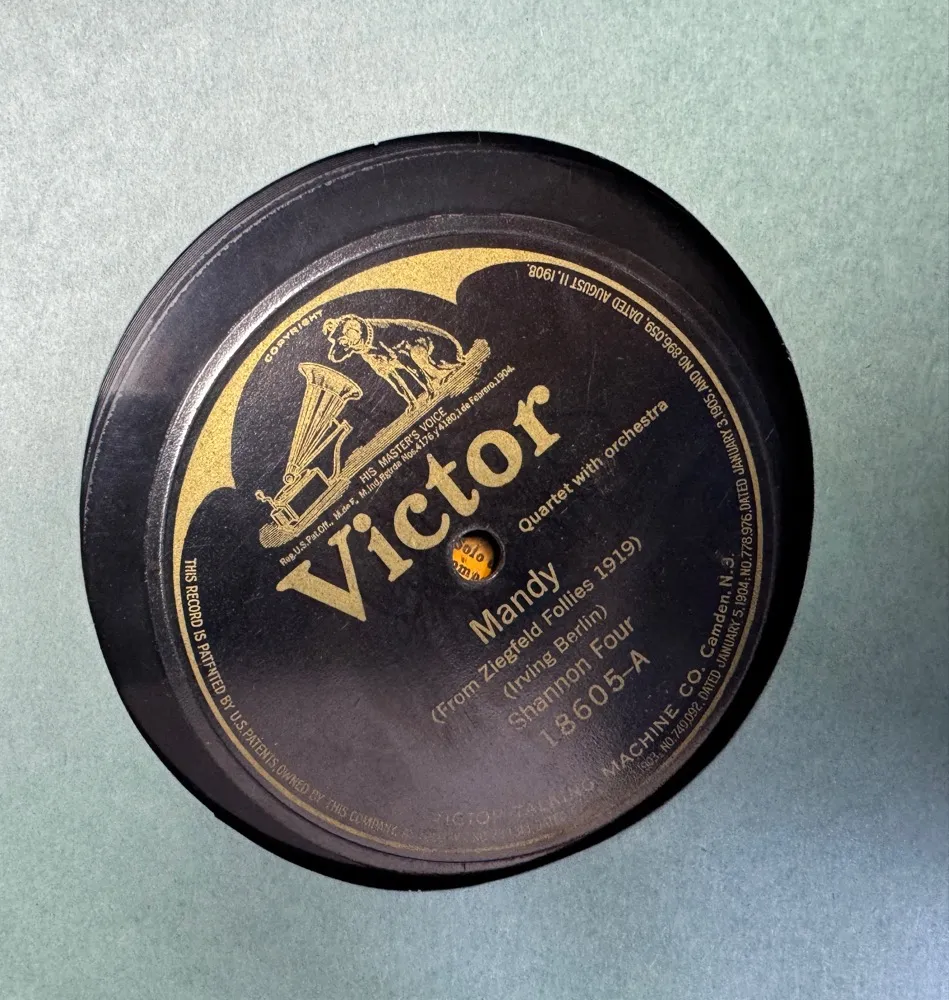 COPYRIGHT
HIS MASTER'S VOICE
Reg.U.S.Pat.Off., M.de F. M.Ind.Rgrda Nos.4176 y 4180,1 de Febrero,1904.
Victor
Quartet with orchestra
Solo
Mandy
(From Ziegfeld Follies 1919)
(Irving Berlin)
Shannon Four
18605-A
VICTOR TALKING MACHINE CO. Camden. N.J.
THIS RECORD IS PATENTED BY U.S. PATENTS, OWNED BY THIS COMPANY,
1903; NO.749,092, DATED JANUARY 5,1904; NO.778,976, DATED JANUARY 3,1905, AND NO.896,059, DATED AUGUST 11, 1908.